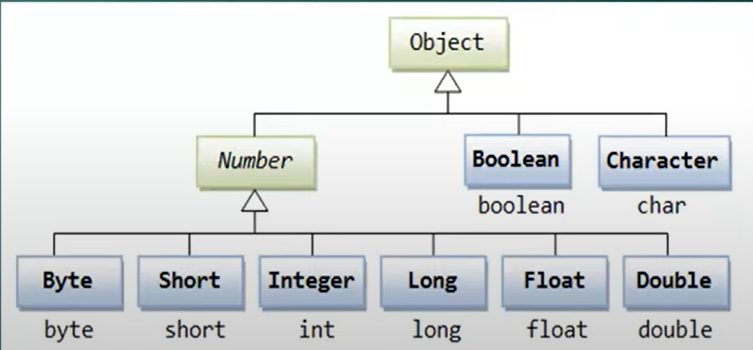 Object
Number
Boolean
Character
boolean
char
Byte
Short
Integer
Long
Float
Double
byte
short
int
long
float
double